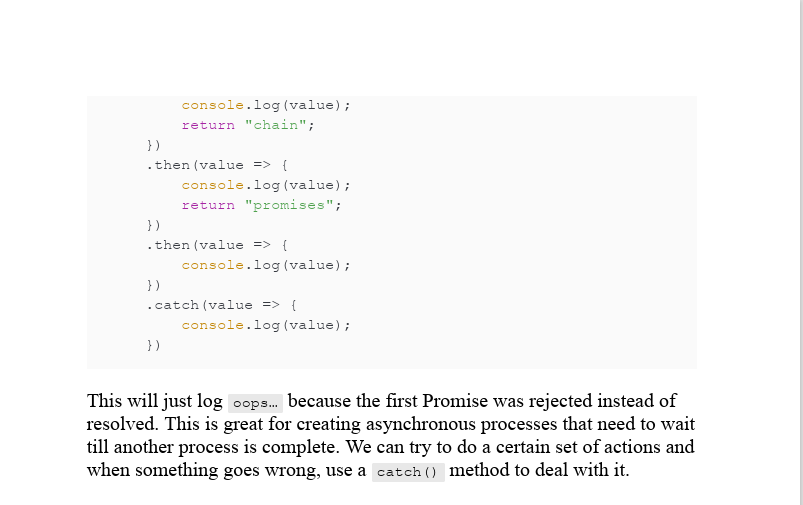 console.log(value);
return "chain";
})
.then(value => {
console.log(value);
return "promises";
})
.then(value => {
console.log(value);
})
.catch(value => {
console.log(value);
})
This will just log oops… because the first Promise was rejected instead of
resolved. This is great for creating asynchronous processes that need to wait
till another process is complete. We can try to do a certain set of actions and
when something goes wrong, use a catch() method to deal with it.